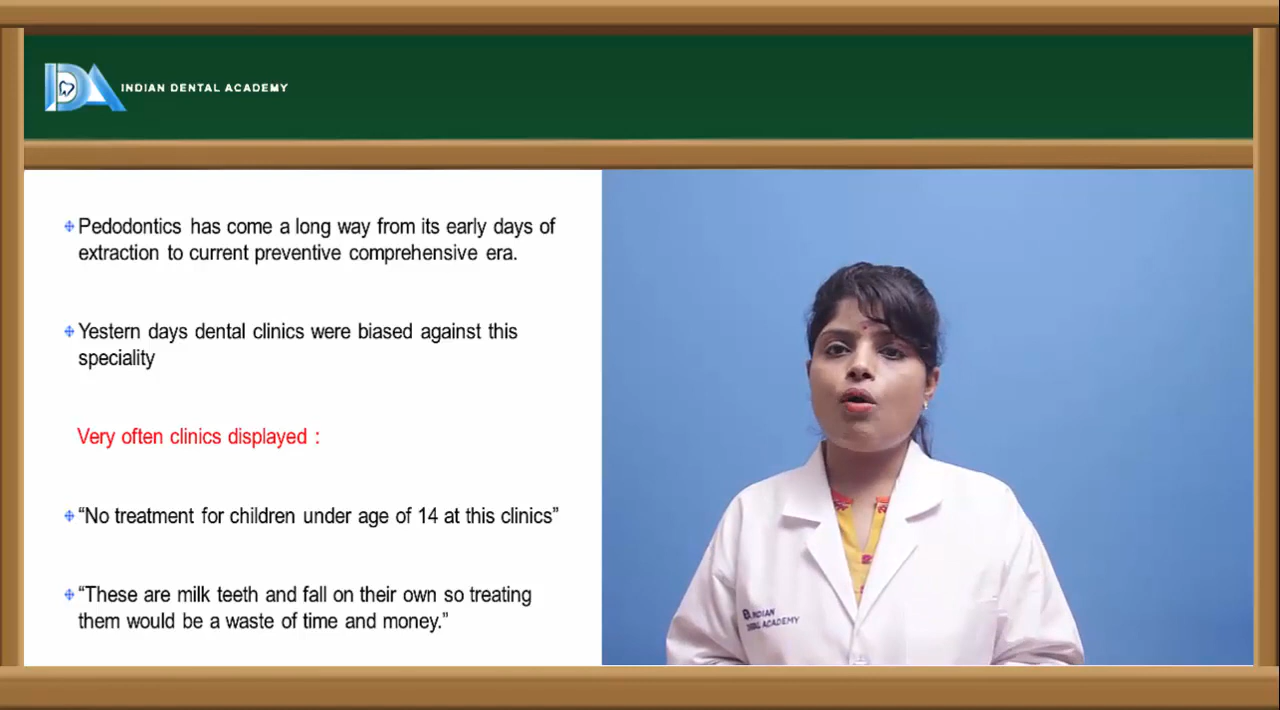 INDIAN DENTAL ACADEMY
Pedodontics has come a long way from its early days of
extraction to current preventive comprehensive era.
Yestern days dental clinics were biased against this
speciality
Very often clinics displayed :
“No treatment for children under age of 14 at this clinics”
“These are milk teeth and fall on their own so treating
them would be a waste of time and money.”
INDIAN
DENTAL ACADEMY